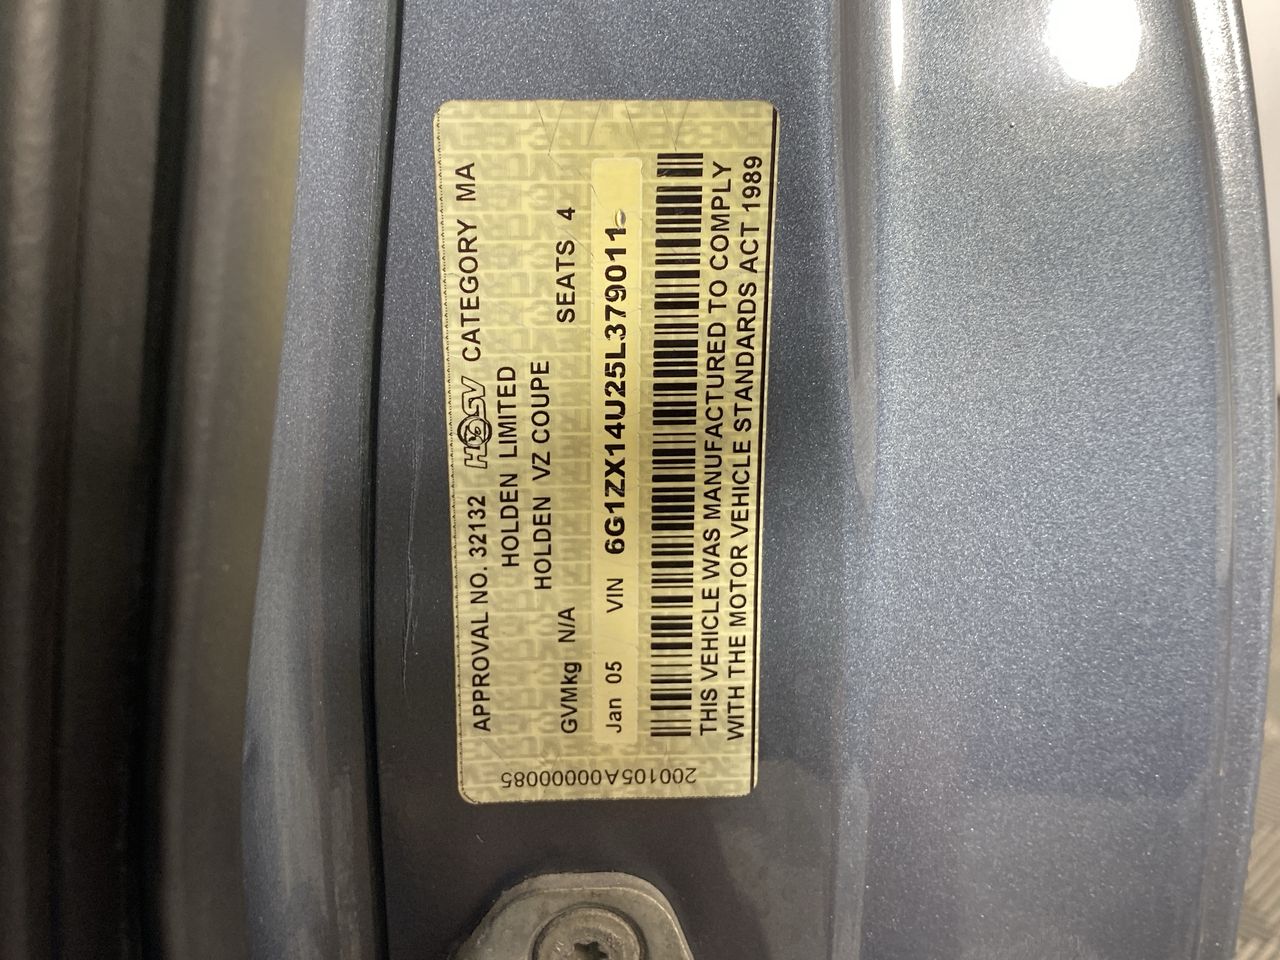 APPROVAL NO. 32132 HSV CATEGORY MA
HOLDEN LIMITED
HOLDEN VZ COUPE
GVMkg N/A SEATS 4
Jan 05 VIN 6G1ZX14U25L379011
THIS VEHICLE WAS MANUFACTURED TO COMPLY
WITH THE MOTOR VEHICLE STANDARDS ACT 1989
200105A00000085